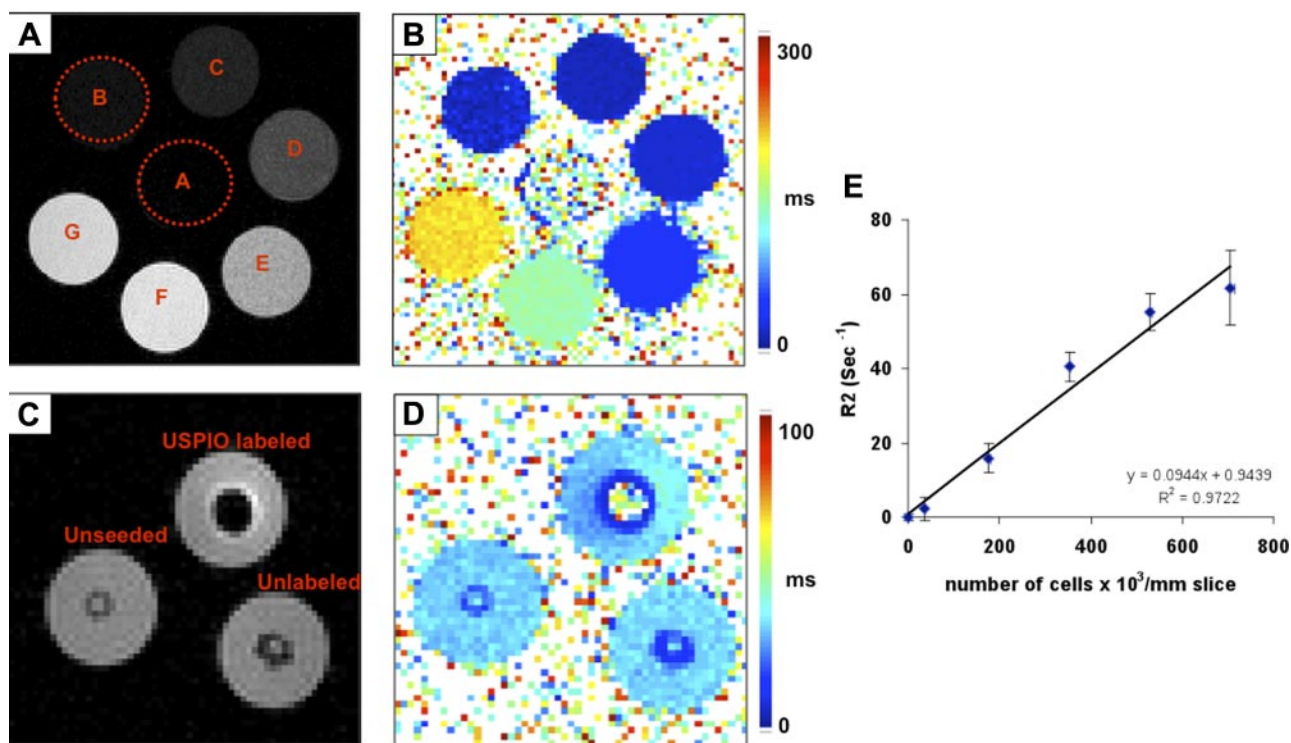 A
B
C
D
A
G
E
F
B
300
ms
0
C
USPIO labeled
Unseeded
Unlabeled
D
100
ms
0
E
80
60
40
20
0
R2 (Sec⁻¹)
y = 0.0944x + 0.9439
R² = 0.9722
0 200 400 600 800
number of cells x 10³/mm slice